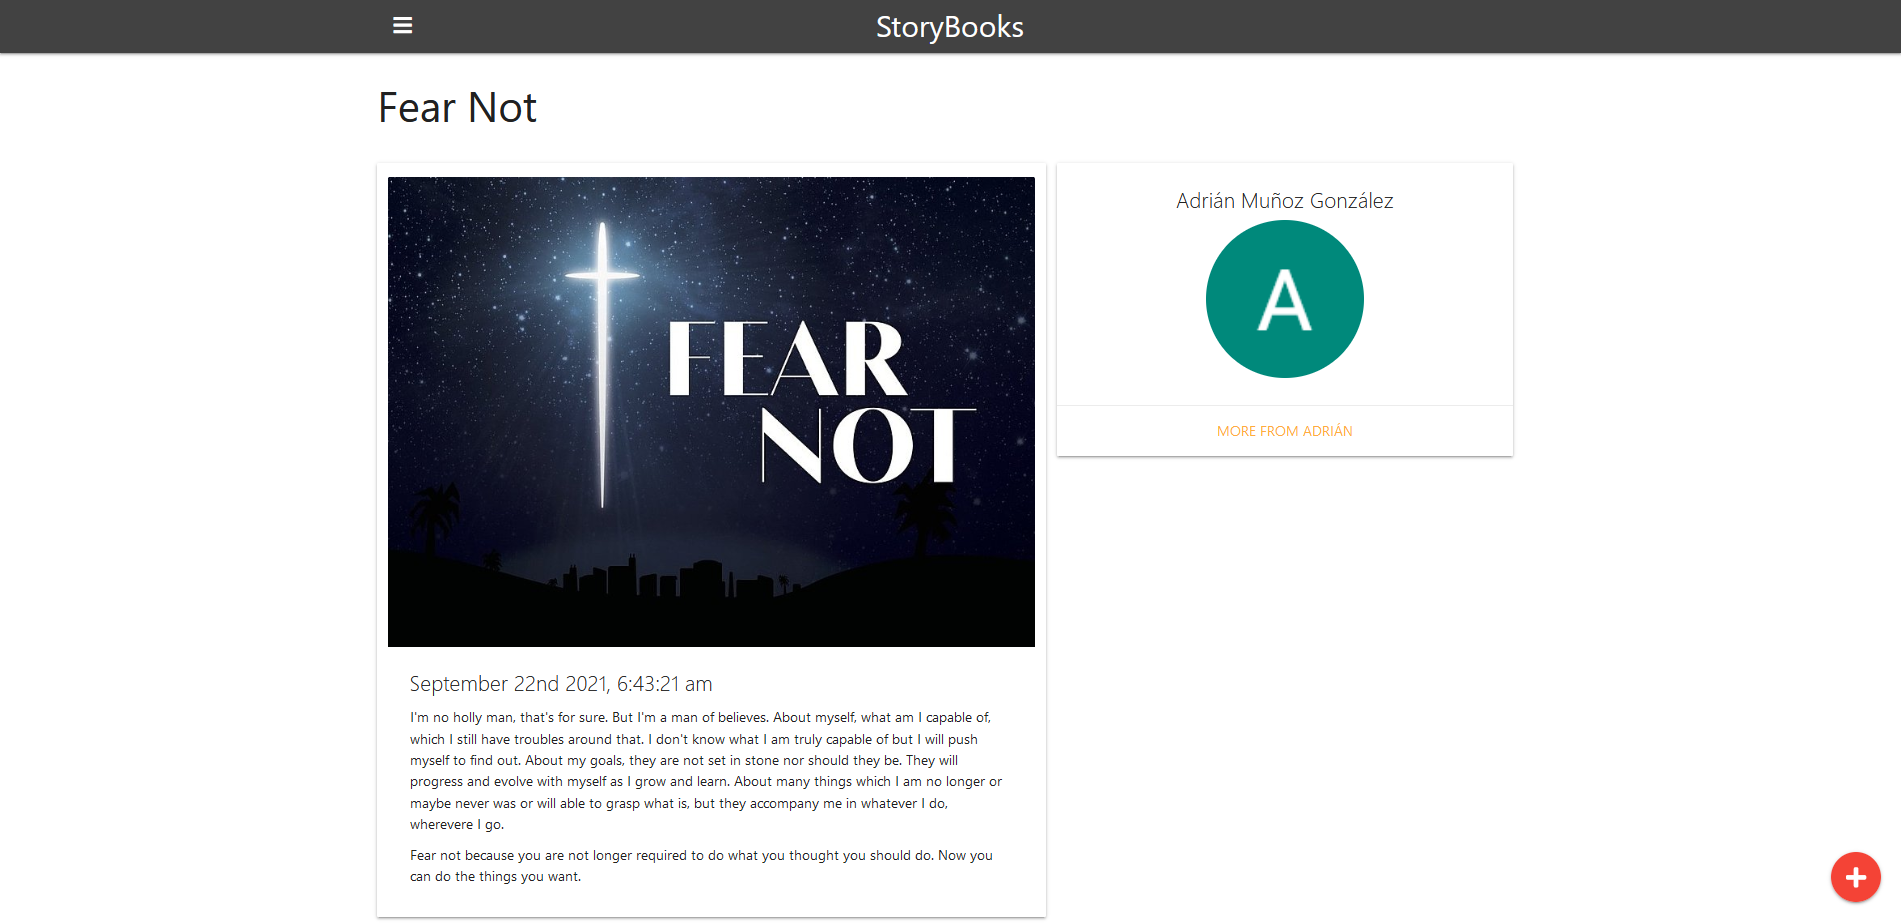 StoryBooks
Fear Not
FEAR
NOT
September 22nd 2021, 6:43:21 am
I'm no holly man, that's for sure. But I'm a man of believes. About myself, what am I capable of,
which I still have troubles around that. I don't know what I am truly capable of but I will push
myself to find out. About my goals, they are not set in stone nor should they be. They will
progress and evolve with myself as I grow and learn. About many things which I am no longer or
maybe never was or will able to grasp what is, but they accompany me in whatever I do,
wherevere I go.
Fear not because you are not longer required to do what you thought you should do. Now you
can do the things you want.
Adrián Muñoz González
A
MORE FROM ADRIÁN